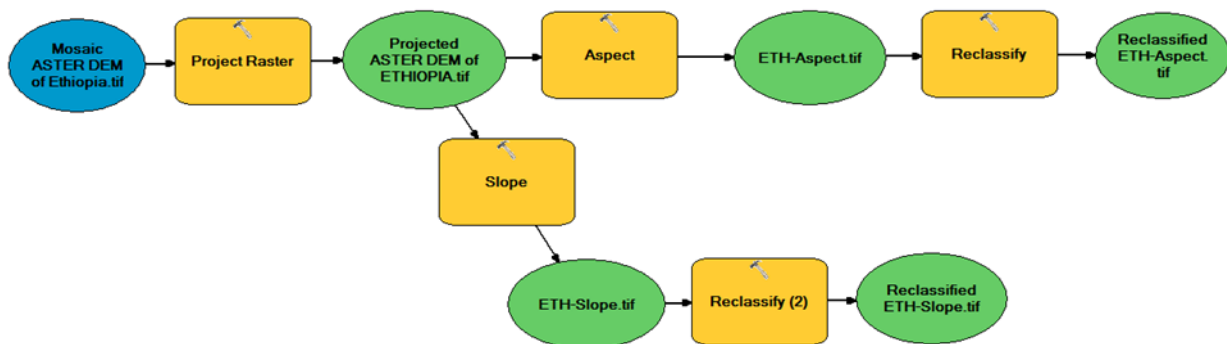 Mosaic
ASTER DEM
of Ethiopia.tif
Project Raster
Projected
ASTER DEM of
ETHIOPIA.tif
Aspect
ETH-Aspect.tif
Reclassify
Reclassified
ETH-Aspect.
tif
Slope
ETH-Slope.tif
Reclassify (2)
Reclassified
ETH-Slope.tif